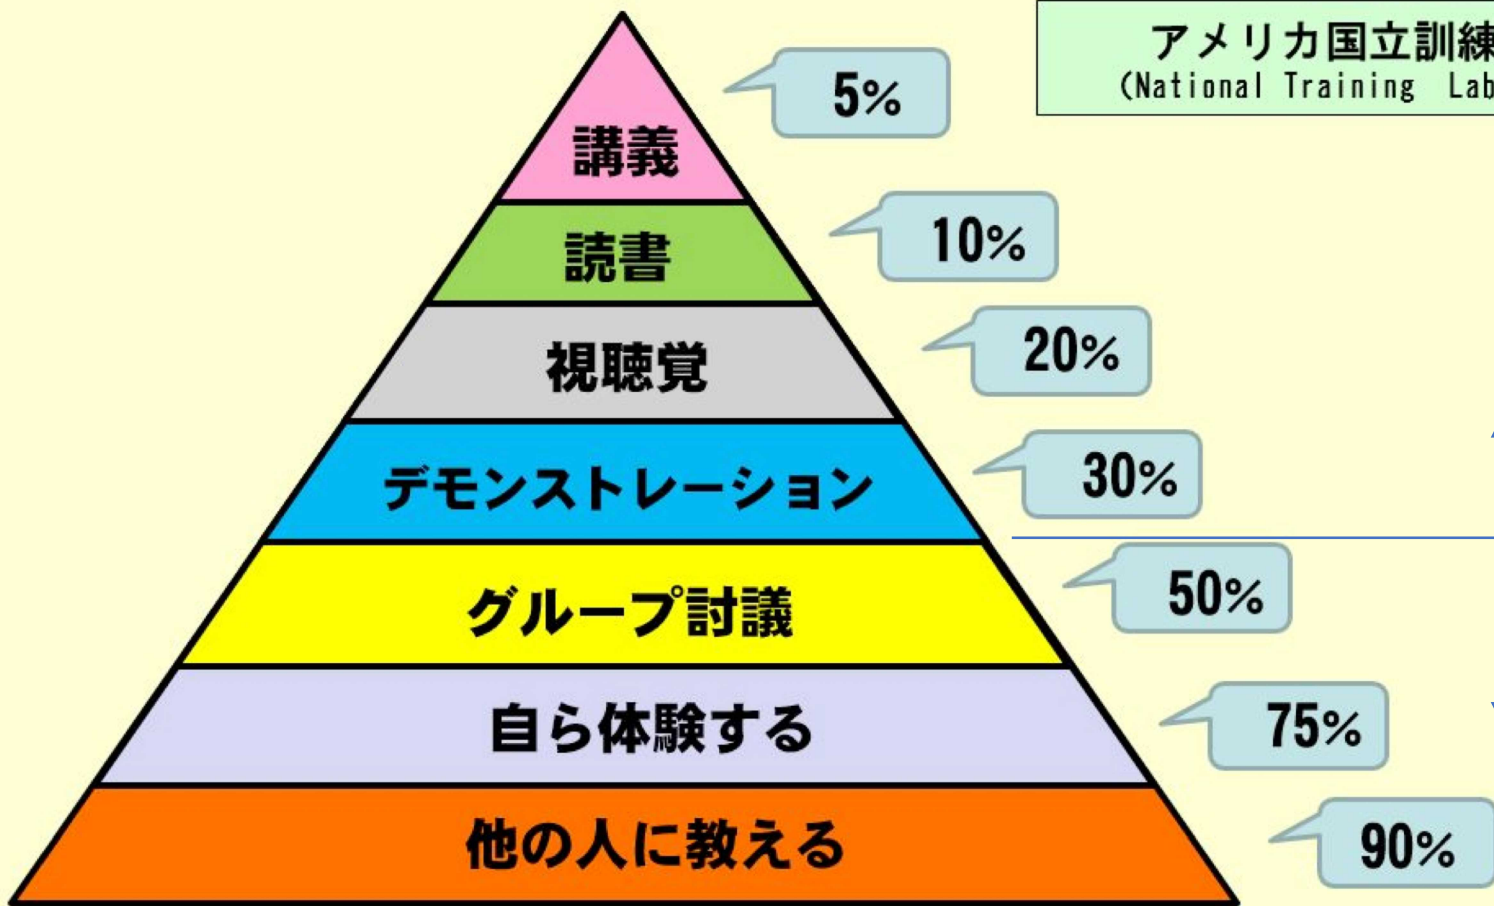 アメリカ国立訓練
(National Training Lab
講義
5%
読書
10%
視聴覚
20%
デモンストレーション
30%
グループ討議
50%
自ら体験する
75%
他の人に教える
90%